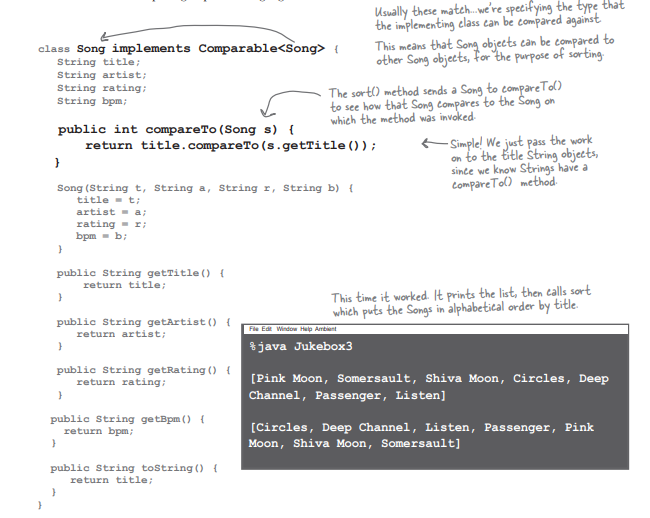 Usually these match...we're specifying the type that
the implementing class can be compared against.
This means that Song objects can be compared to
other Song objects, for the purpose of sorting.
class Song implements Comparable<Song> {
String title;
String artist;
String rating;
String bpm;
The sort() method sends a Song to compareTo()
to see how that Song compares to the Song on
which the method was invoked.
public int compareTo(Song s) {
return title.compareTo(s.getTitle());
}
Simple! We just pass the work
on to the title String objects,
since we know Strings have a
compareTo() method.
Song(String t, String a, String r, String b) {
title = t;
artist = a;
rating = r;
bpm = b;
}
public String getTitle() {
return title;
}
public String getArtist() {
return artist;
}
public String getRating() {
return rating;
}
public String getBpm() {
return bpm;
}
public String toString() {
return title;
}
}
This time it worked. It prints the list, then calls sort
which puts the Songs in alphabetical order by title.
File Edit Window Help Ambient
%java Jukebox3
[Pink Moon, Somersault, Shiva Moon, Circles, Deep
Channel, Passenger, Listen]
[Circles, Deep Channel, Listen, Passenger, Pink
Moon, Shiva Moon, Somersault]